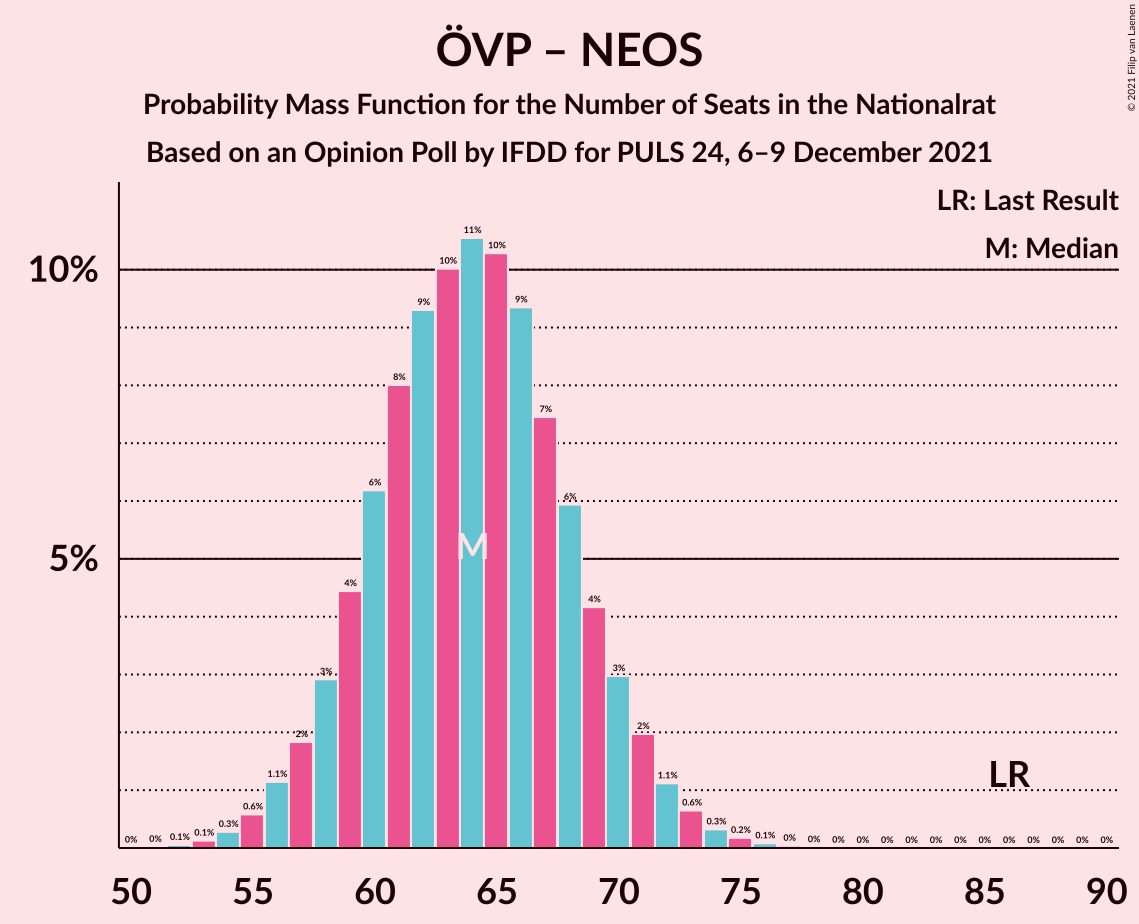 ÖVP – NEOS
Probability Mass Function for the Number of Seats in the Nationalrat
Based on an Opinion Poll by IFDD for PULS 24, 6–9 December 2021
© 2021 Filip van Laenen
LR: Last Result
M: Median
10%
5%
0% 0% 0.1% 0.1% 0.3% 0.6% 1.1% 2% 3% 4% 6% 8% 9% 10% 11% 10% 9% 7% 6% 4% 3% 2% 1.1% 0.6% 0.3% 0.2% 0.1% 0% 0% 0% 0% 0% 0% 0% 0% 0% 0% 0% 0% 0% 0%
M
LR
50 55 60 65 70 75 80 85 90